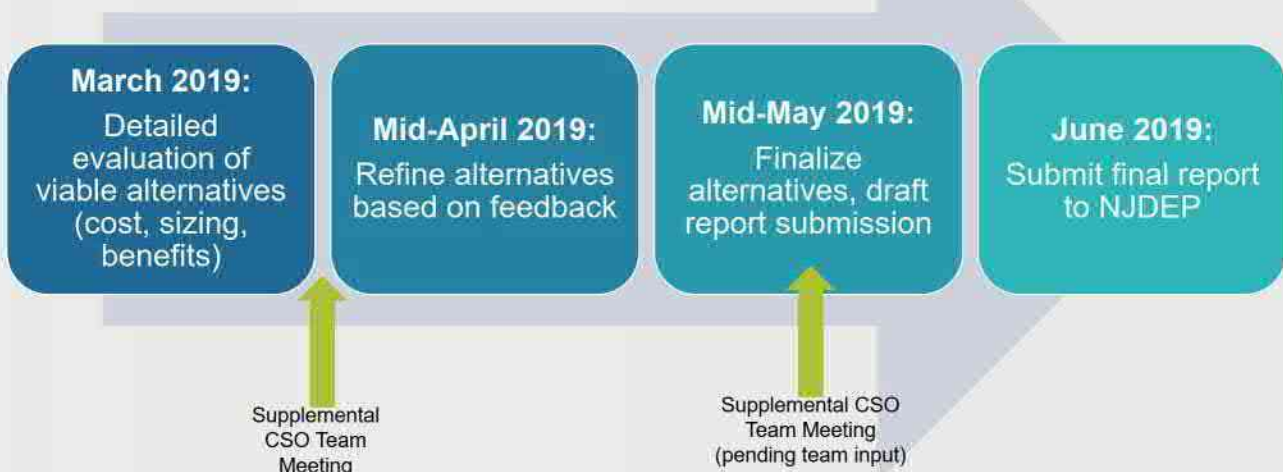 March 2019:
Detailed
evaluation of
viable alternatives
(cost, sizing,
benefits)
Mid-April 2019:
Refine alternatives
based on feedback
Mid-May 2019:
Finalize
alternatives, draft
report submission
June 2019:
Submit final report
to NJDEP
Supplemental
CSO Team
Meeting
Supplemental CSO
Team Meeting
(pending team input)